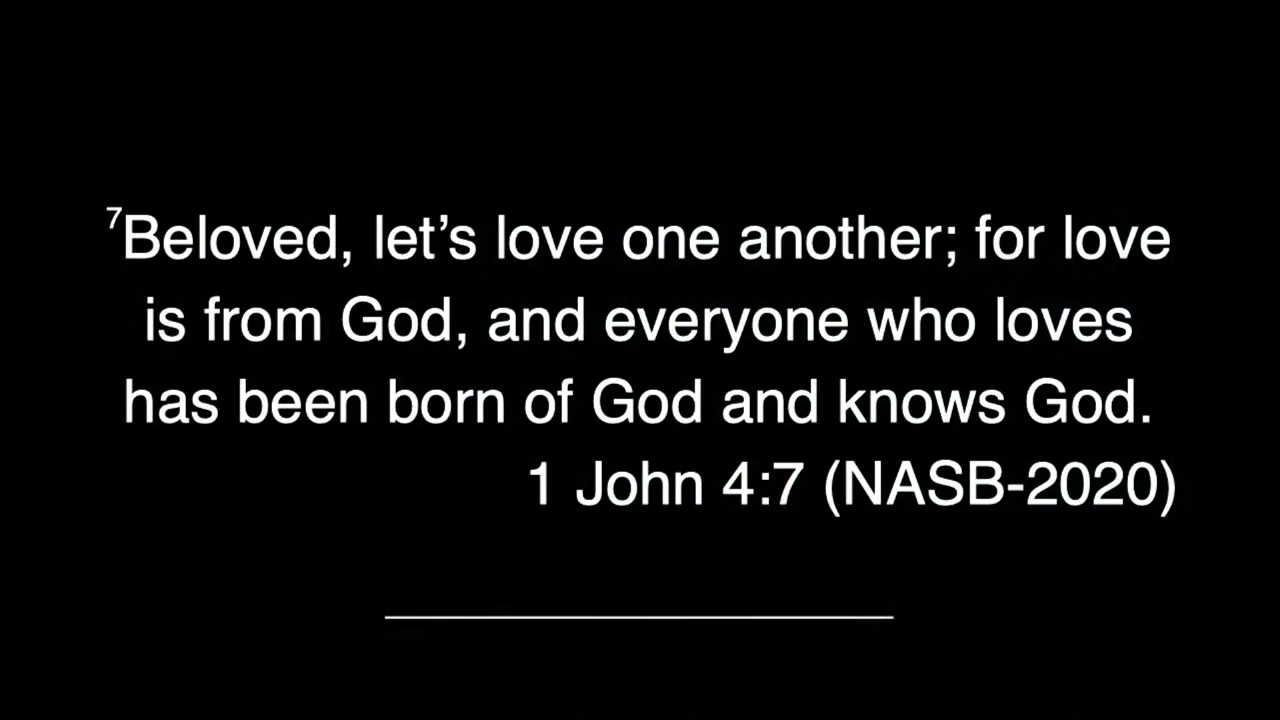 ⁷Beloved, let’s love one another; for love
is from God, and everyone who loves
has been born of God and knows God.
1 John 4:7 (NASB-2020)